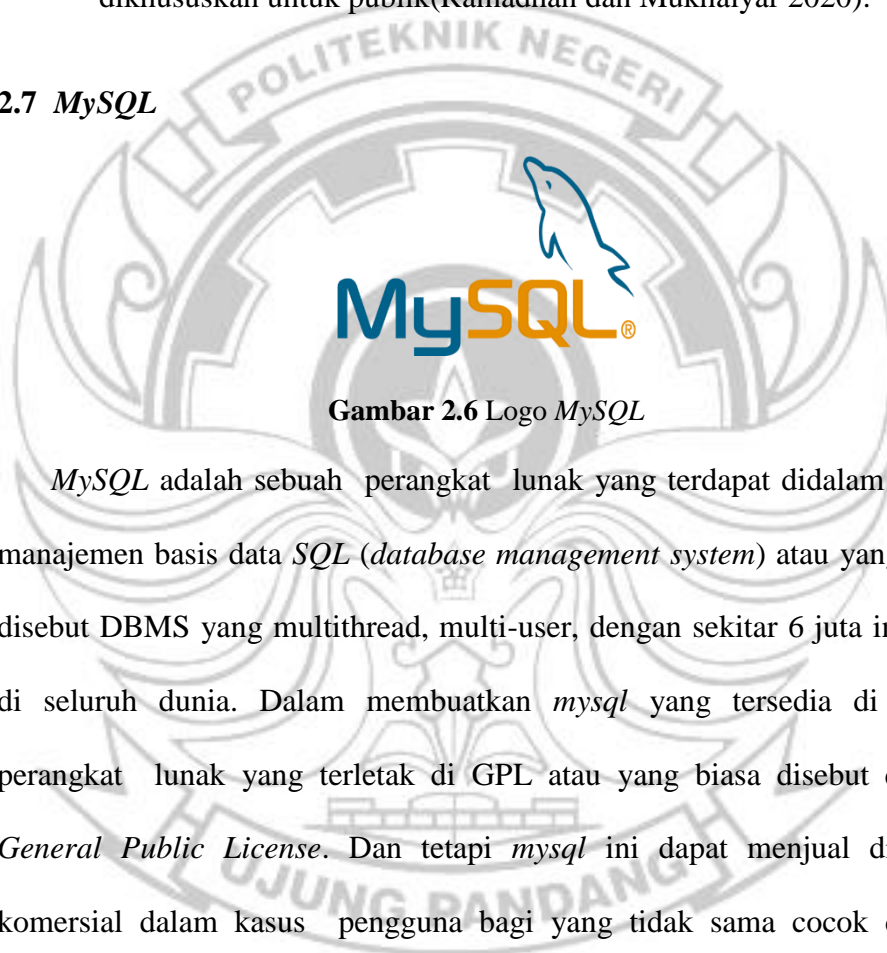 dikhususkan untuk publik(Ramadhan dan Mukhaiyar 2020).
POLITEKNIK NEGERI
2.7 MySQL
MySQL®
Gambar 2.6 Logo MySQL
MySQL adalah sebuah perangkat lunak yang terdapat didalam
manajemen basis data SQL (database management system) atau yang
disebut DBMS yang multithread, multi-user, dengan sekitar 6 juta
di seluruh dunia. Dalam membuatkan mysql yang tersedia di
perangkat lunak yang terletak di GPL atau yang biasa disebut
General Public License. Dan tetapi mysql ini dapat menjual
komersial dalam kasus pengguna bagi yang tidak sama cocok
UJUNG PANDANG